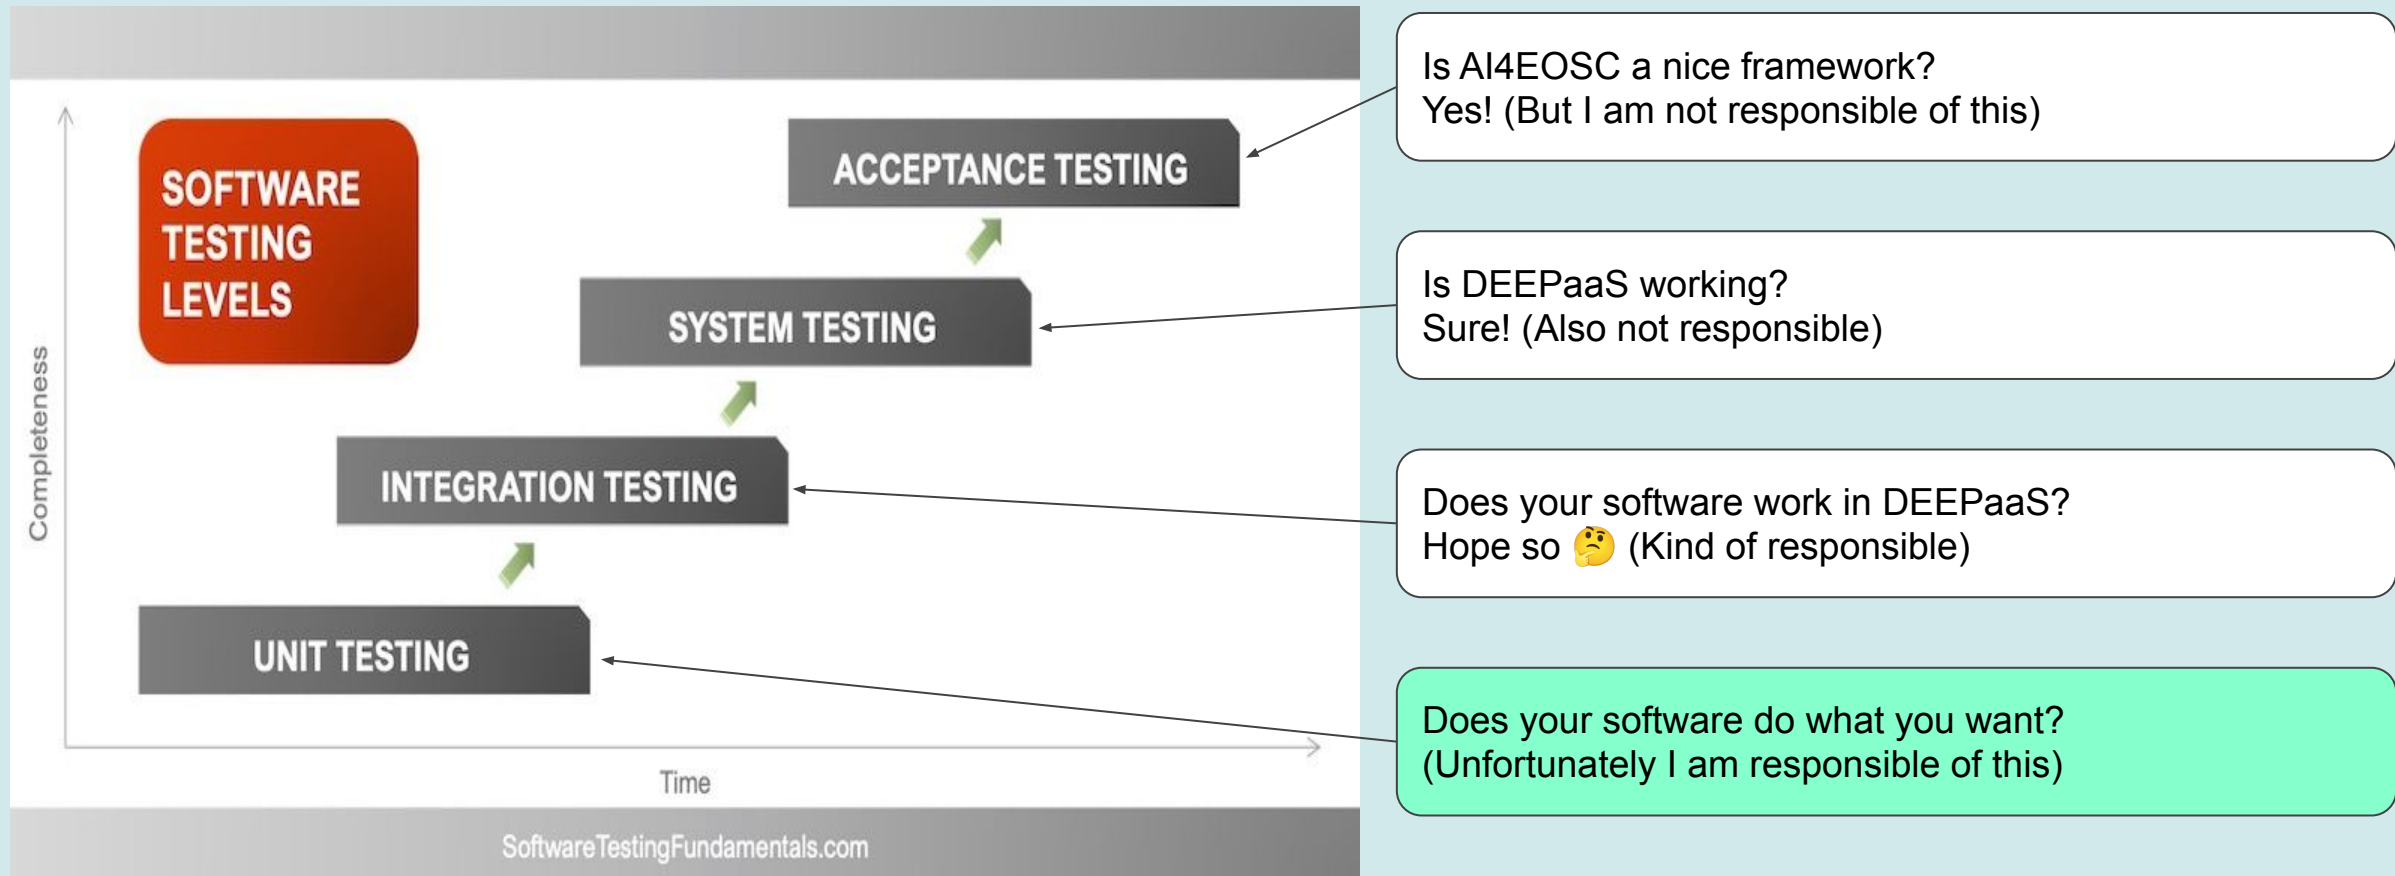 SOFTWARE
TESTING
LEVELS
ACCEPTANCE TESTING
SYSTEM TESTING
INTEGRATION TESTING
UNIT TESTING
Completeness
Time
SoftwareTestingFundamentals.com
Is AI4EOSC a nice framework?
Yes! (But I am not responsible of this)
Is DEEPaaS working?
Sure! (Also not responsible)
Does your software work in DEEPaaS?
Hope so 🤔 (Kind of responsible)
Does your software do what you want?
(Unfortunately I am responsible of this)